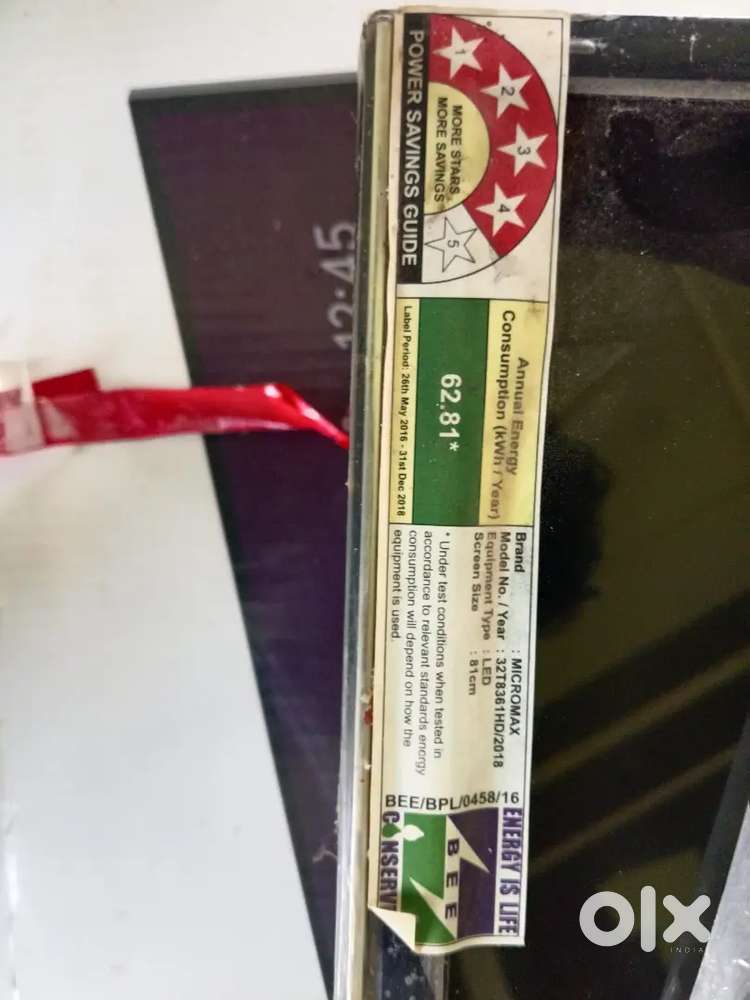 1
2
3
4
5
MORE STARS
MORE SAVINGS*
POWER SAVINGS GUIDE
Annual Energy
Consumption (kWh / Year)
62.81*
Label Period: 26th May 2016 - 31st Dec 2018
Brand : MICROMAX
Model No. / Year : 32T8361HD/2018
Equipment Type : LED
Screen Size : 81cm
* Under test conditions when tested in
accordance to relevant standards energy
consumption will depend on how the
equipment is used.
BEE/BPL/0458/16
ENERGY IS LIFE
BEE
CONSERV
12:45
olx
INDIA